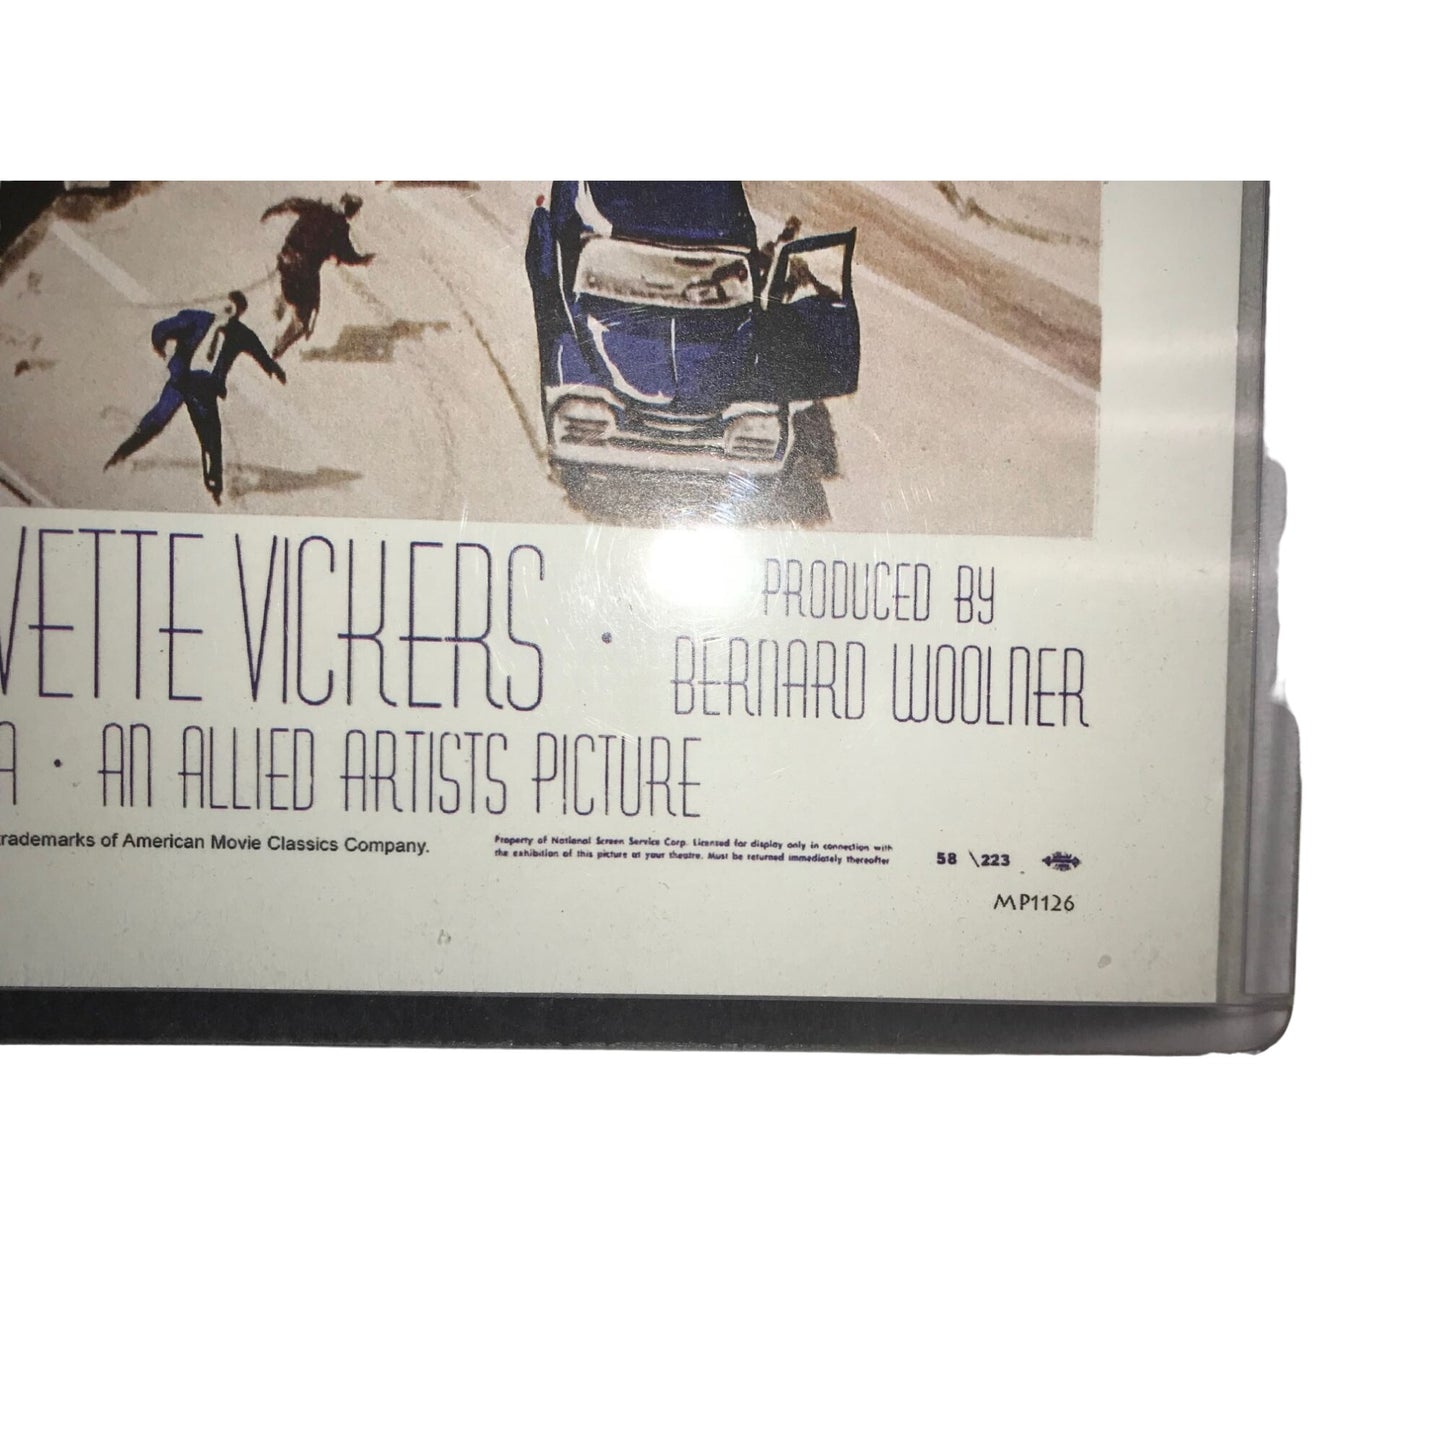 VETTE VICKERS · PRODUCED BY
BERNARD WOOLNER
A · AN ALLIED ARTISTS PICTURE
rademarks of American Movie Classics Company.
Property of National Screen Service Corp. Licensed for display only in connection with
the exhibition of this picture at your theatre. Must be returned immediately thereafter
58 \223
MP1126